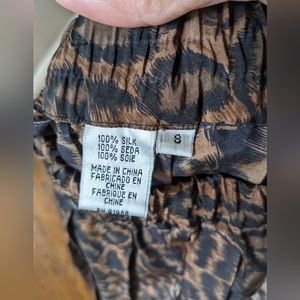 100% SILK
100% SEDA
100% SOIE
MADE IN CHINA
FABRICADO EN
CHINE
FABRIQUE EN
CHINE
S